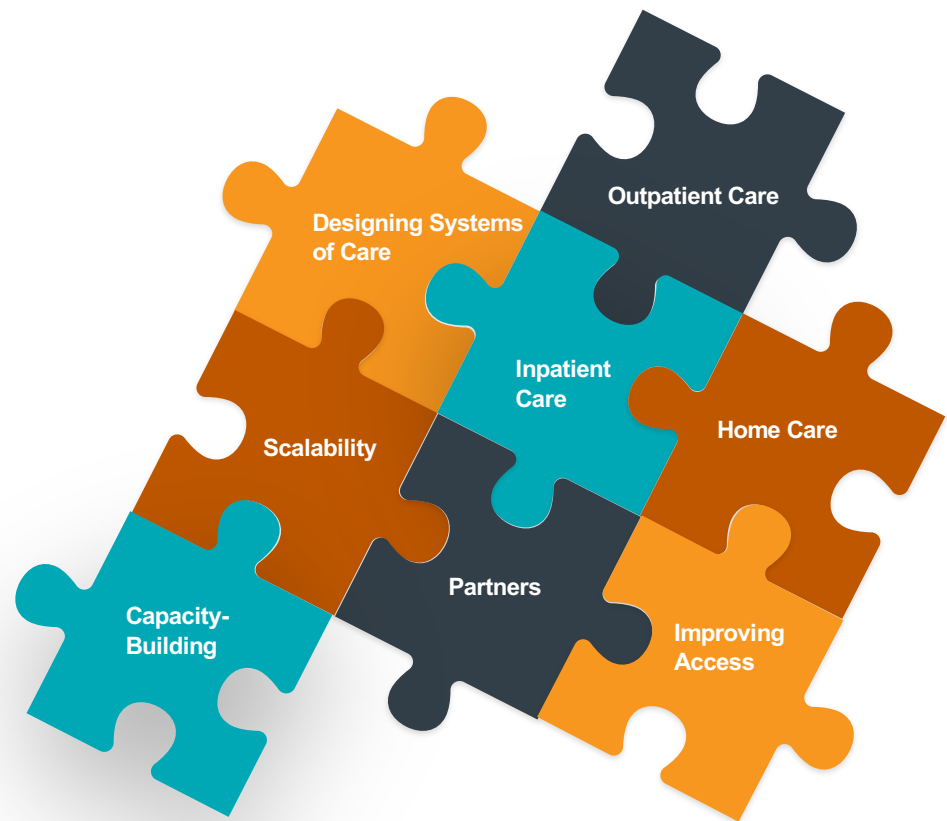 Outpatient Care
Designing Systems
of Care
Inpatient
Care
Home Care
Scalability
Partners
Capacity-
Building
Improving
Access